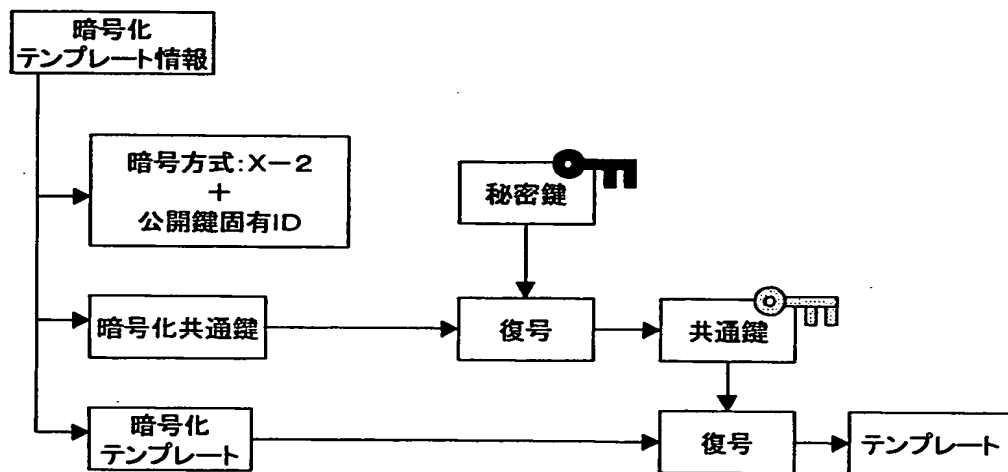 暗号化
テンプレート情報
暗号方式:X－2
＋
公開鍵固有ID
秘密鍵
暗号化共通鍵
復号
共通鍵
暗号化
テンプレート
復号
テンプレート